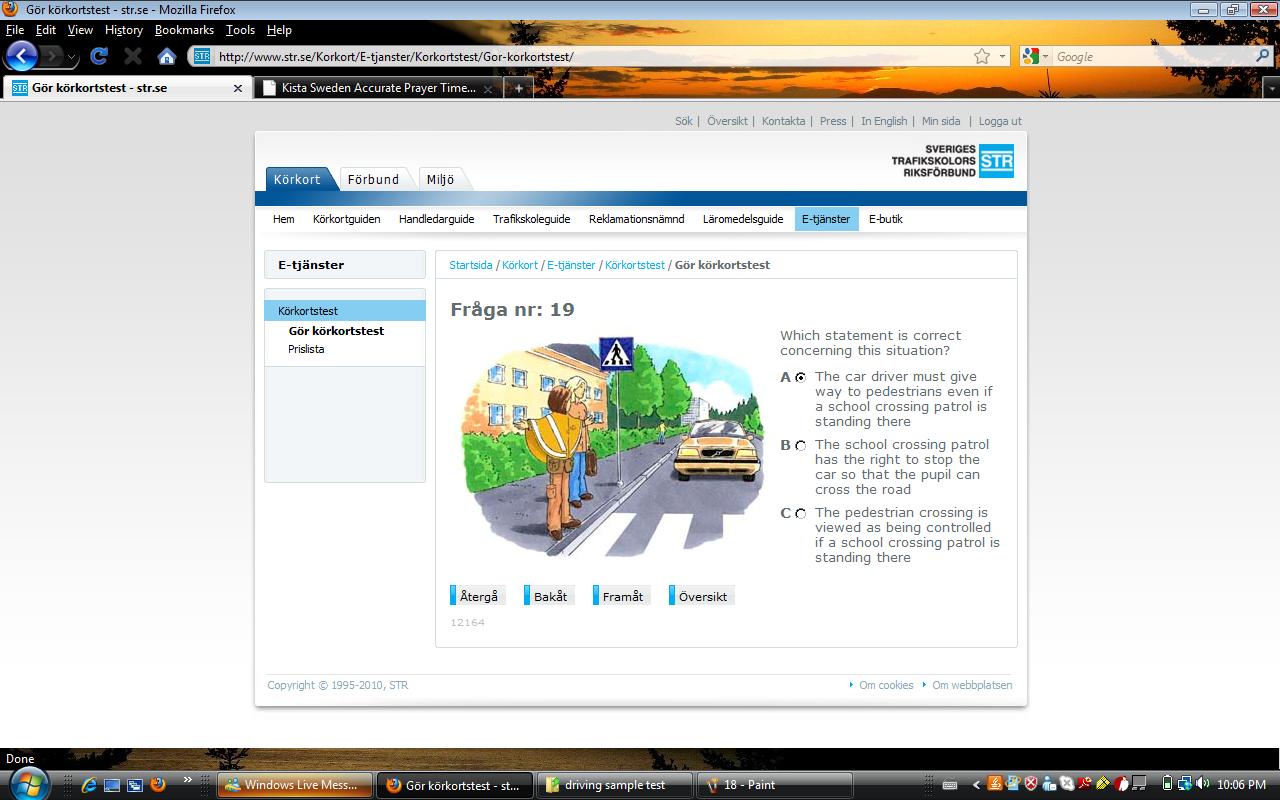 Gör körkortstest - str.se - Mozilla Firefox
File Edit View History Bookmarks Tools Help
STR http://www.str.se/Korkort/E-tjanster/Korkortstest/Gor-korkortstest/ Google
STR Gör körkortstest - str.se Kista Sweden Accurate Prayer Time...
Sök | Översikt | Kontakta | Press | In English | Min sida | Logga ut
SVERIGES
TRAFIKSKOLORS
RIKSFÖRBUND
STR
Körkort Förbund Miljö
Hem Körkortguiden Handledarguide Trafikskoleguide Reklamationsnämnd Läromedelsguide E-tjänster E-butik
E-tjänster
Körkortstest
Gör körkortstest
Prislista
Startsida / Körkort / E-tjänster / Körkortstest / Gör körkortstest
Fråga nr: 19
Which statement is correct
concerning this situation?
A The car driver must give
way to pedestrians even if
a school crossing patrol is
standing there
B The school crossing patrol
has the right to stop the
car so that the pupil can
cross the road
C The pedestrian crossing is
viewed as being controlled
if a school crossing patrol is
standing there
Återgå Bakåt Framåt Översikt
12164
Copyright © 1995-2010, STR Om cookies Om webbplatsen
Done
Windows Live Mess... Gör körkortstest - st... driving sample test 18 - Paint 10:06 PM